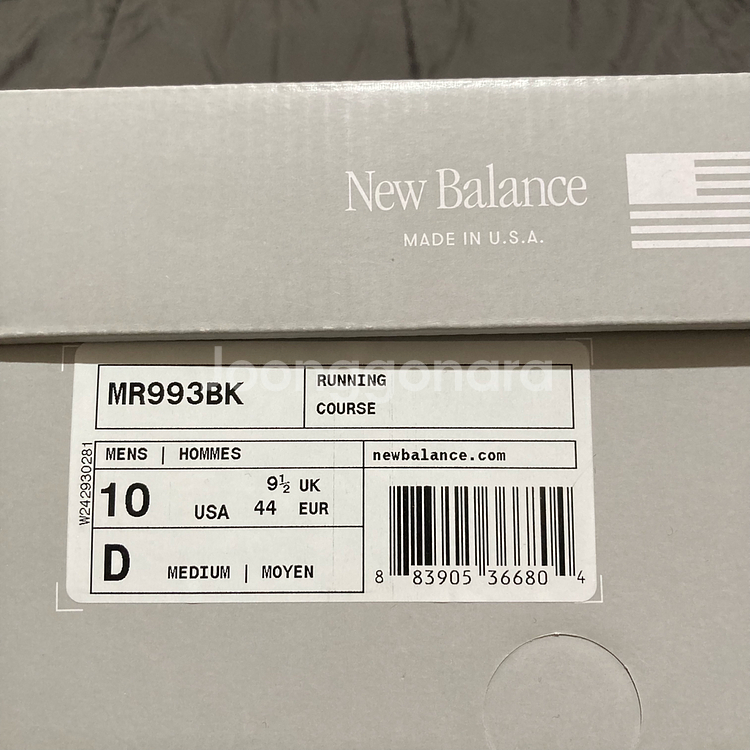 New Balance
MADE IN U.S.A.
loonggonara
MR993BK
RUNNING
COURSE
MENS | HOMMES
newbalance.com
W242930281
10 USA 9½ UK
44 EUR
D MEDIUM | MOYEN
8 83905 36680 4